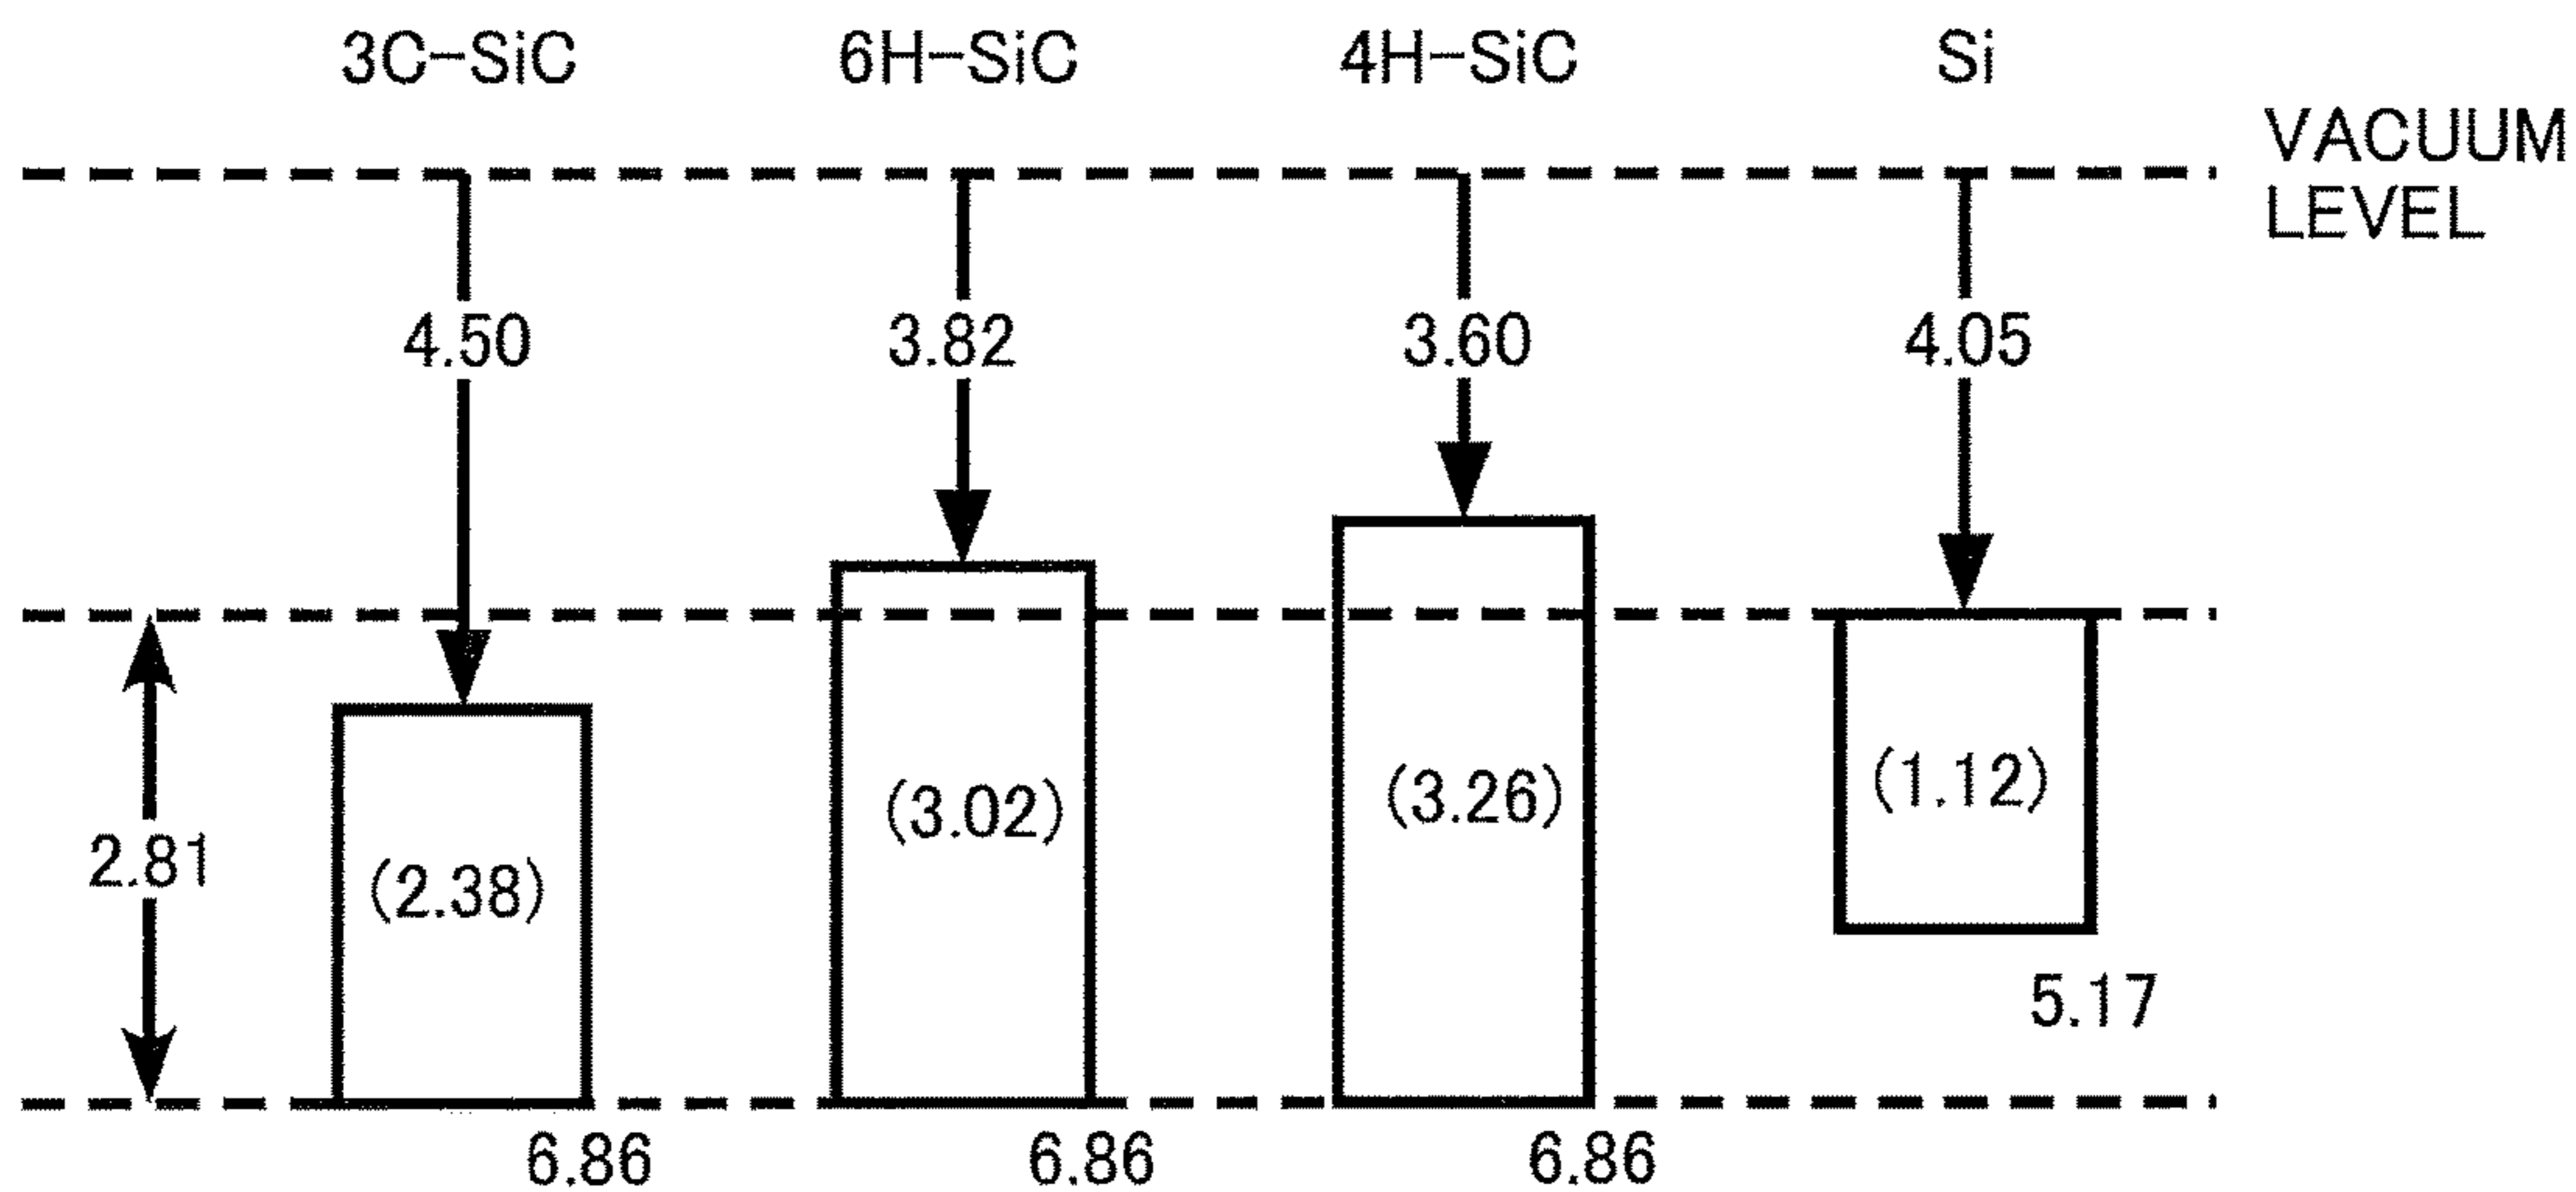 3C-SiC 6H-SiC 4H-SiC Si
VACUUM
LEVEL
4.50 3.82 3.60 4.05
(2.38) (3.02) (3.26) (1.12)
2.81
5.17
6.86 6.86 6.86